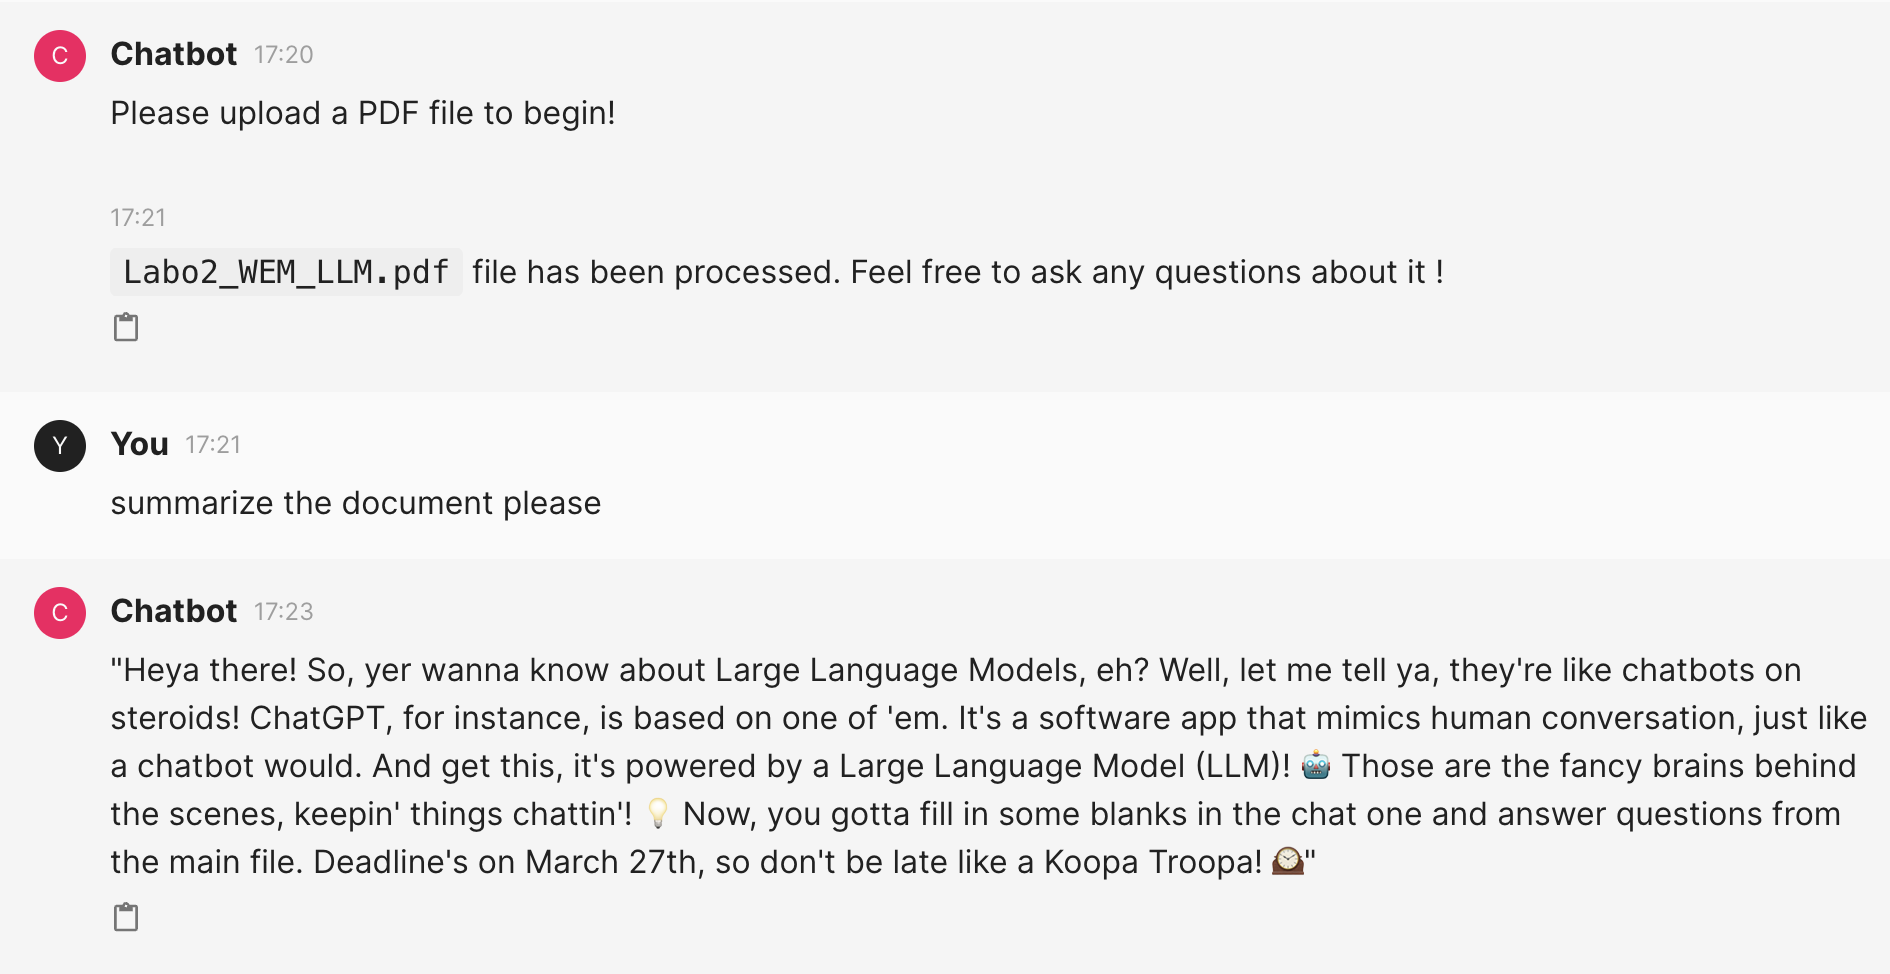 C Chatbot 17:20
Please upload a PDF file to begin!
17:21
Labo2_WEM_LLM.pdf file has been processed. Feel free to ask any questions about it !
Y You 17:21
summarize the document please
C Chatbot 17:23
"Heya there! So, yer wanna know about Large Language Models, eh? Well, let me tell ya, they're like chatbots on
steroids! ChatGPT, for instance, is based on one of 'em. It's a software app that mimics human conversation, just like
a chatbot would. And get this, it's powered by a Large Language Model (LLM)! 🤖 Those are the fancy brains behind
the scenes, keepin' things chattin'! 💡 Now, you gotta fill in some blanks in the chat one and answer questions from
the main file. Deadline's on March 27th, so don't be late like a Koopa Troopa! 🕰️"